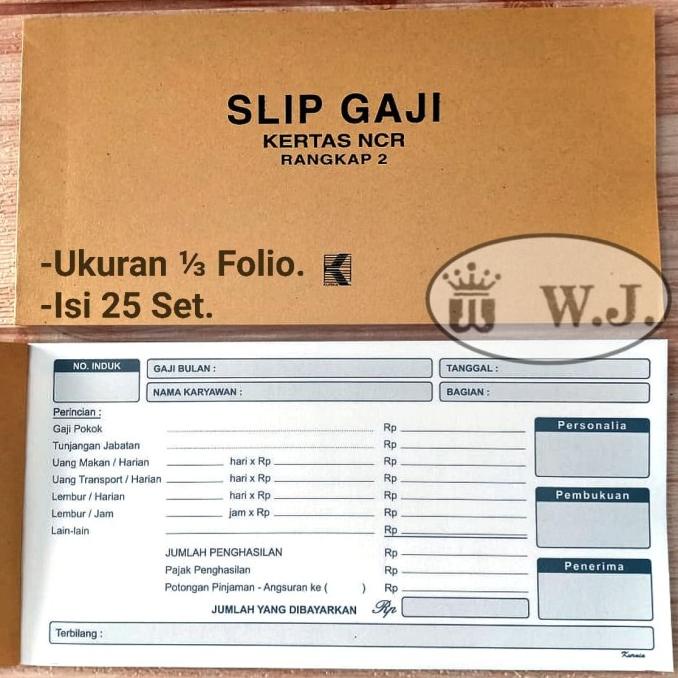 SLIP GAJI
KERTAS NCR
RANGKAP 2
-Ukuran ⅓ Folio.
-Isi 25 Set.
W.J.
NO. INDUK
GAJI BULAN :
TANGGAL :
NAMA KARYAWAN :
BAGIAN :
Perincian :
Gaji Pokok Rp
Tunjangan Jabatan Rp
Uang Makan / Harian hari x Rp Rp
Uang Transport / Harian hari x Rp Rp
Lembur / Harian hari x Rp Rp
Lembur / Jam jam x Rp Rp
Lain-lain Rp
JUMLAH PENGHASILAN Rp
Pajak Penghasilan Rp
Potongan Pinjaman - Angsuran ke ( ) Rp
JUMLAH YANG DIBAYARKAN Rp
Personalia
Pembukuan
Penerima
Terbilang :
Kurnia